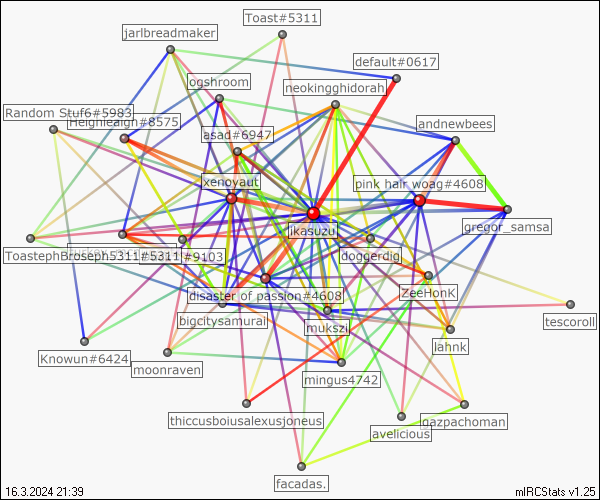 Toast#5311
jarlbreadmaker
default#0617
ogshroom
neokingghidorah
Random Stuf6#5983
Heighleaigh#8575
andnewbees
asad#6947
xenoyaut
pink hair woag#4608
gregor_samsa
jkasuzu
ToastephBroseph5311#5311
#9103
doggerdig
disaster of passion#4608
ZeeHonK
bigcitysamurai
mukszi
tescoroll
Knowun#6424
lahnk
moonraven
mingus4742
thiccusboiusalexusjoneus
gazpachoman
avelicious
facadas.
16.3.2024 21:39
mIRCStats v1.25